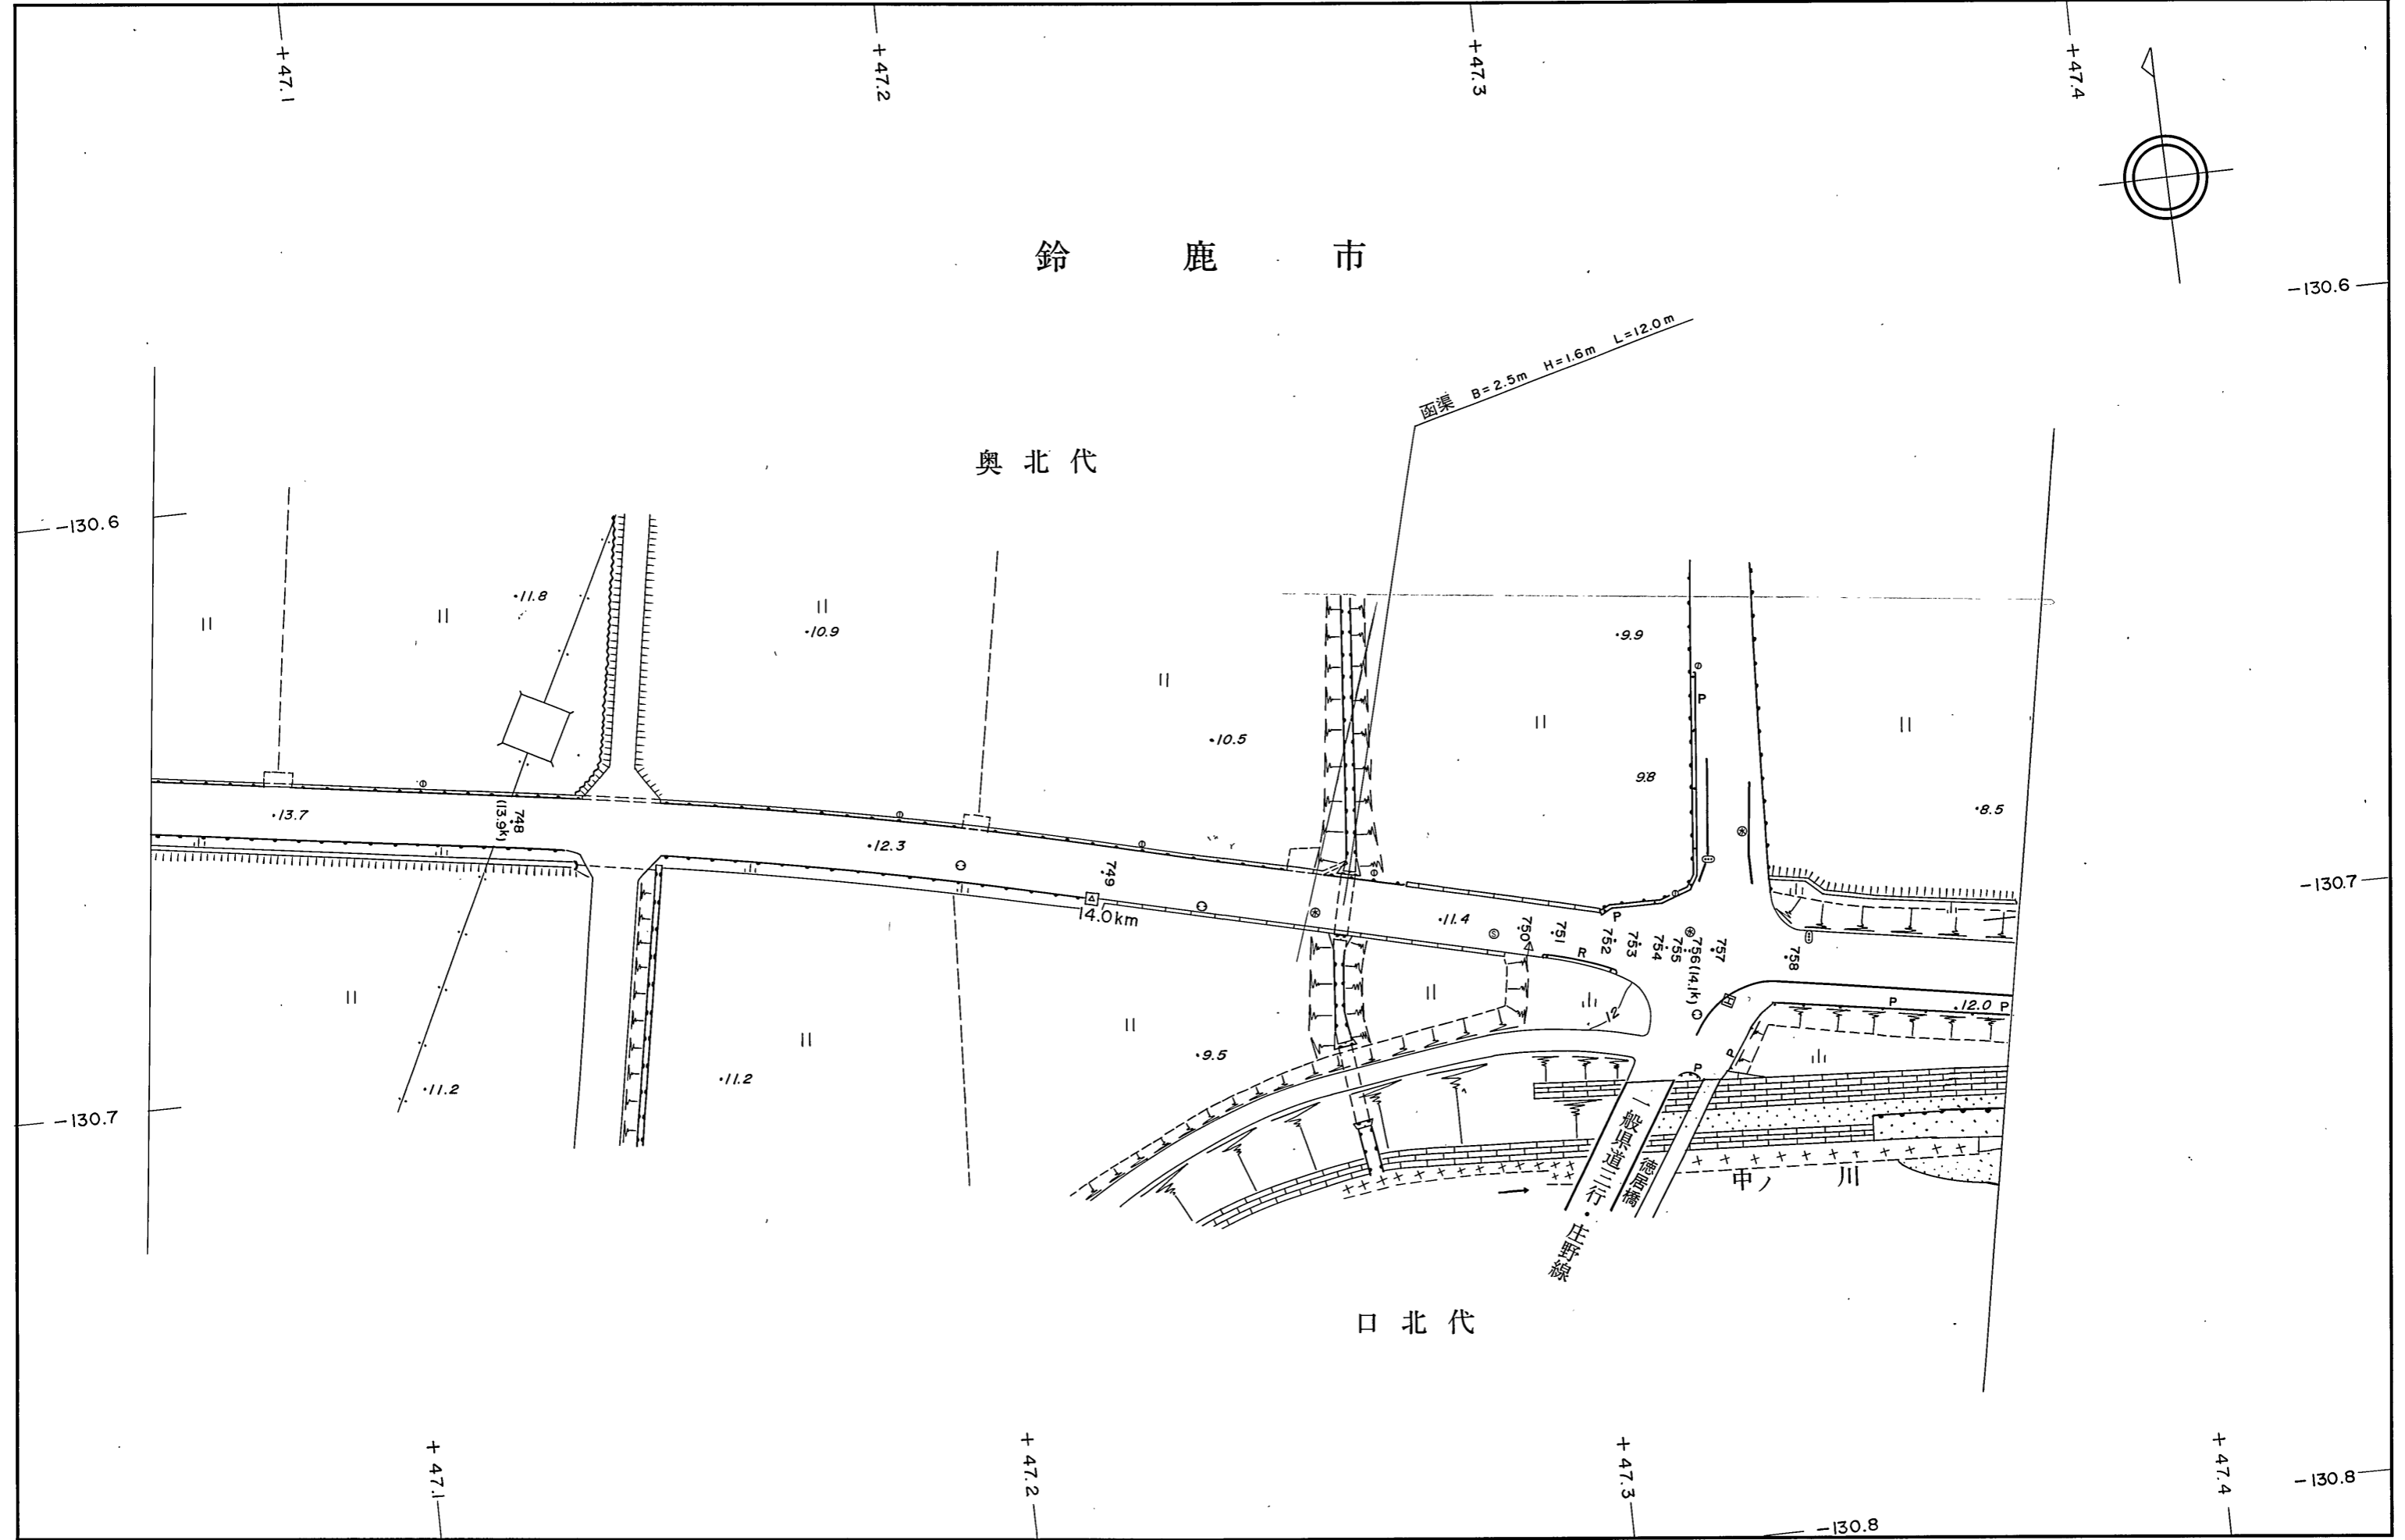 +47.1
+47.2
+47.3
+47.4
鈴鹿市
-130.6
函渠 B=2.5m H=1.6m L=12.0m
奥北代
-130.6
11.8
10.9
9.9
P
10.5
9.8
8.5
13.7
748
(13.9k)
12.3
749
14.0km
11.4
P
750
751
752
753
754
755
756(14.1k)
757
758
-130.7
R
12
P
12.0
P
9.5
11.2
11.2
P
P
-130.7
一般県道三行・庄野線
徳居橋
中ノ川
口北代
+47.1
+47.2
+47.3
+47.4
-130.8
-130.8